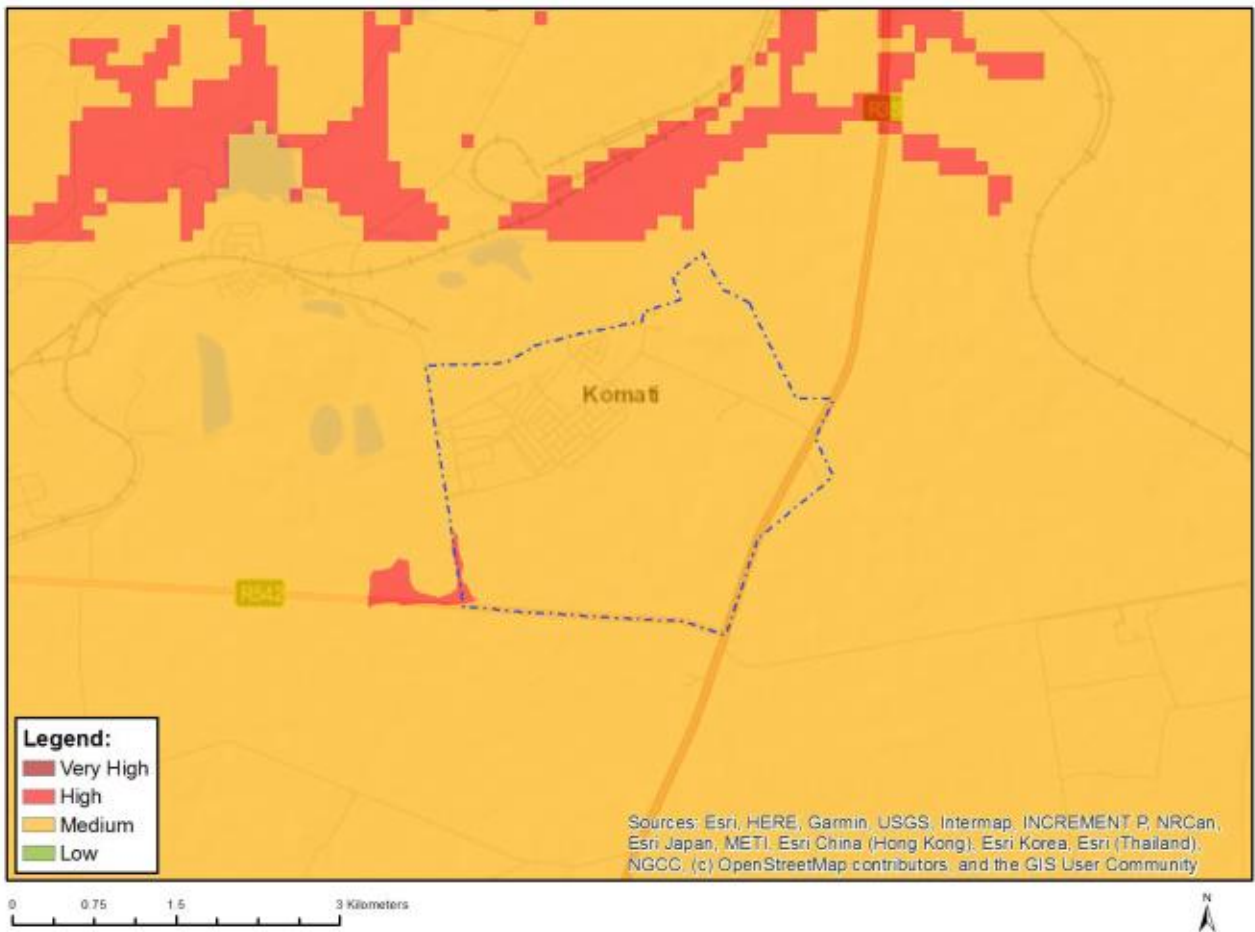 R35
Komati
R542
Legend:
Very High
High
Medium
Low
Sources: Esri, HERE, Garmin, USGS, Intermap, INCREMENT P, NRCan,
Esri Japan, METI, Esri China (Hong Kong), Esri Korea, Esri (Thailand),
NGCC, (c) OpenStreetMap contributors, and the GIS User Community
0 0.75 1.5 3 Kilometers
N